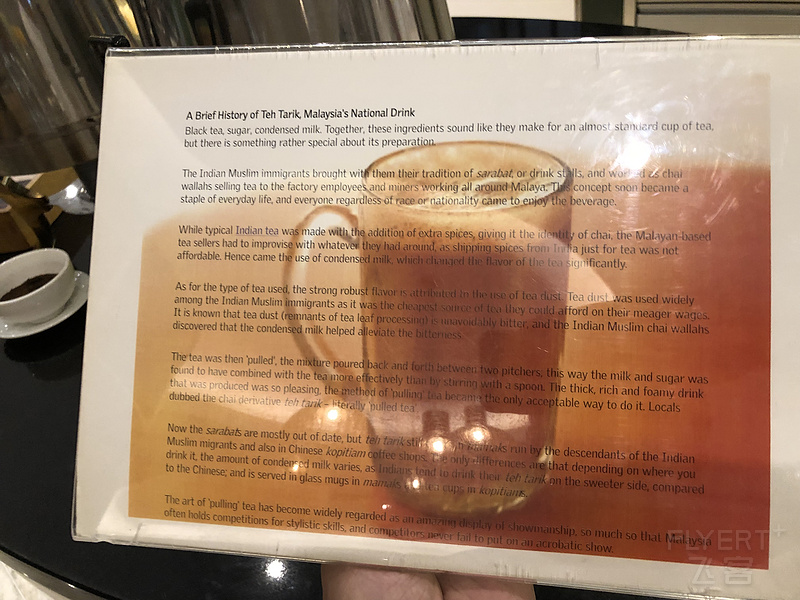 A Brief History of Teh Tarik, Malaysia's National Drink
Black tea, sugar, condensed milk. Together, these ingredients sound like they make for an almost standard cup of tea,
but there is something rather special about its preparation.
The Indian Muslim immigrants brought with them their tradition of sarabat, or drink stalls, and worked as chai
wallahs selling tea to the factory employees and miners working all around Malaya. This concept soon became a
staple of everyday life, and everyone regardless of race or nationality came to enjoy the beverage.
While typical Indian tea was made with the addition of extra spices, giving it the identity of chai, the Malayan-based
tea sellers had to improvise with whatever they had around, as shipping spices from India just for tea was not
affordable. Hence came the use of condensed milk, which changed the flavor of the tea significantly.
As for the type of tea used, the strong robust flavor is attributed in the use of tea dust. Tea dust was used widely
among the Indian Muslim immigrants as it was the cheapest source of tea they could afford on their meager wages.
It is known that tea dust (remnants of tea leaf processing) is unavoidably bitter, and the Indian Muslim chai wallahs
discovered that the condensed milk helped alleviate the bitterness.
The tea was then 'pulled', the mixture poured back and forth between two pitchers; this way the milk and sugar was
found to have combined with the tea more effectively than by stirring with a spoon. The thick, rich and foamy drink
that was produced was so pleasing, the method of 'pulling' tea became the only acceptable way to do it. Locals
dubbed the chai derivative teh tarik – literally 'pulled tea'.
Now the sarabats are mostly out of date, but teh tarik still mamaks run by the descendants of the Indian
Muslim migrants and also in Chinese kopitiam coffee shops. The only differences are that depending on where you
drink it, the amount of condensed milk varies, as Indians tend to drink their teh tarik on the sweeter side, compared
to the Chinese; and is served in glass mugs in mamaks, tea cups in kopitiams.
The art of 'pulling' tea has become widely regarded as an amazing display of showmanship, so much so that Malaysia
often holds competitions for stylistic skills, and competitors never fail to put on an acrobatic show.
FLYERT+
飞客